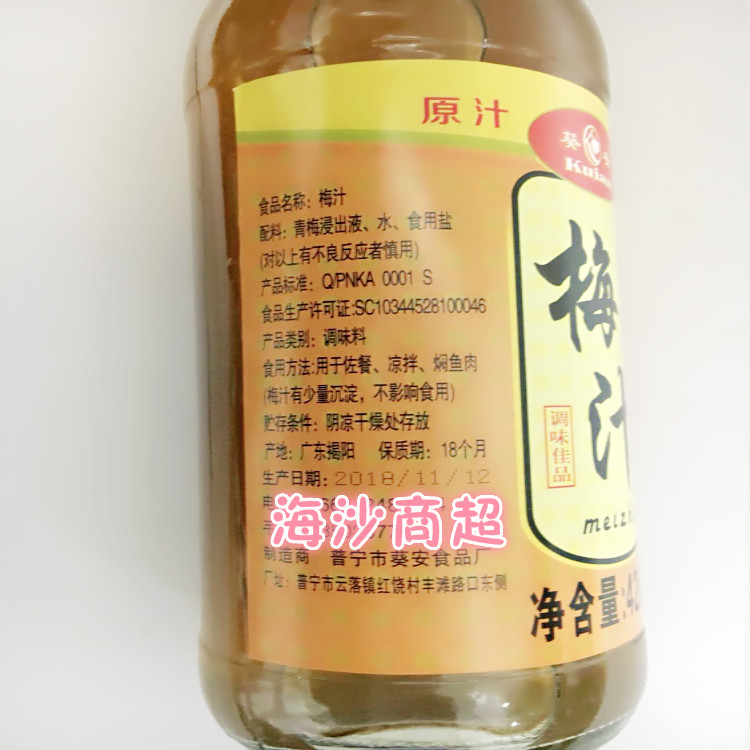 原汁
葵
食品名称：梅汁
配料：青梅浸出液、水、食用盐
(对以上有不良反应者慎用)
产品标准：Q/PNKA 0001 S
食品生产许可证:SC10344528100046
产品类别：调味料
食用方法:用于佐餐、凉拌、焖鱼肉
(梅汁有少量沉淀，不影响食用)
贮存条件：阴凉干燥处存放
产地：广东揭阳 保质期：18个月
生产日期：2018/11/12
海沙商超
制造商 普宁市葵安食品厂
厂址：普宁市云落镇红饶村丰滩路口东侧
梅汁
调味佳品
净含量: